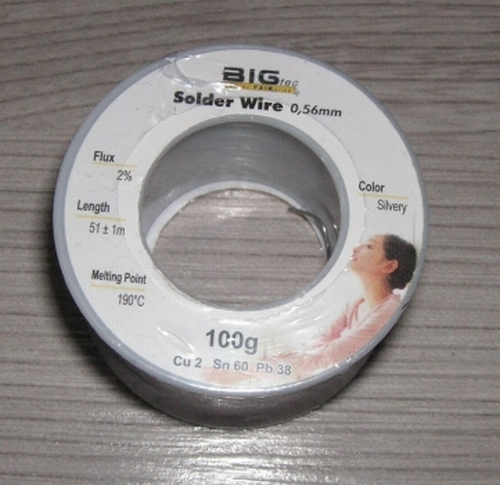 BIGtec
Solder Wire 0,56mm
Flux
2%
Length
51 ± 1m
Melting Point
190°C
Color
Silvery
100g
Cu 2 Sn 60 Pb 38